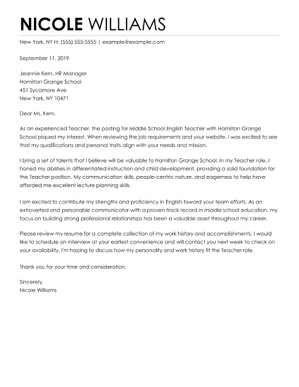 NICOLE WILLIAMS
New York, NY H: (555) 555-5555 | example@example.com
September 11, 2019
Jeannie Kern, HR Manager
Hamilton Grange School
451 Sycamore Ave
New York, NY, 10471
Dear Ms. Kern,
As an experienced Teacher, the posting for Middle School English Teacher with Hamilton Grange
School piqued my interest. When reviewing the job requirements and your website, I was excited to see
that my qualifications and personal traits align with your needs and mission.
I bring a set of talents that I believe will be valuable to Hamilton Grange School. In my Teacher role, I
honed my abilities in differentiated instruction and child development, providing a solid foundation for
the Teacher position. My communication skills, people-centric nature, and eagerness to help have
afforded me excellent lecture planning skills.
I am excited to contribute my strengths and proficiency in English toward your team efforts. As an
extroverted and personable communicator with a proven track record in middle school education, my
focus on building strong professional relationships has been a valuable asset throughout my career.
Please review my resume for a complete collection of my work history and accomplishments. I would
like to schedule an interview at your earliest convenience and will contact you next week to check on
your availability. I'm hoping to discuss how my personality and work history fit the Teacher role.
Thank you for your time and consideration.
Sincerely,
Nicole Williams